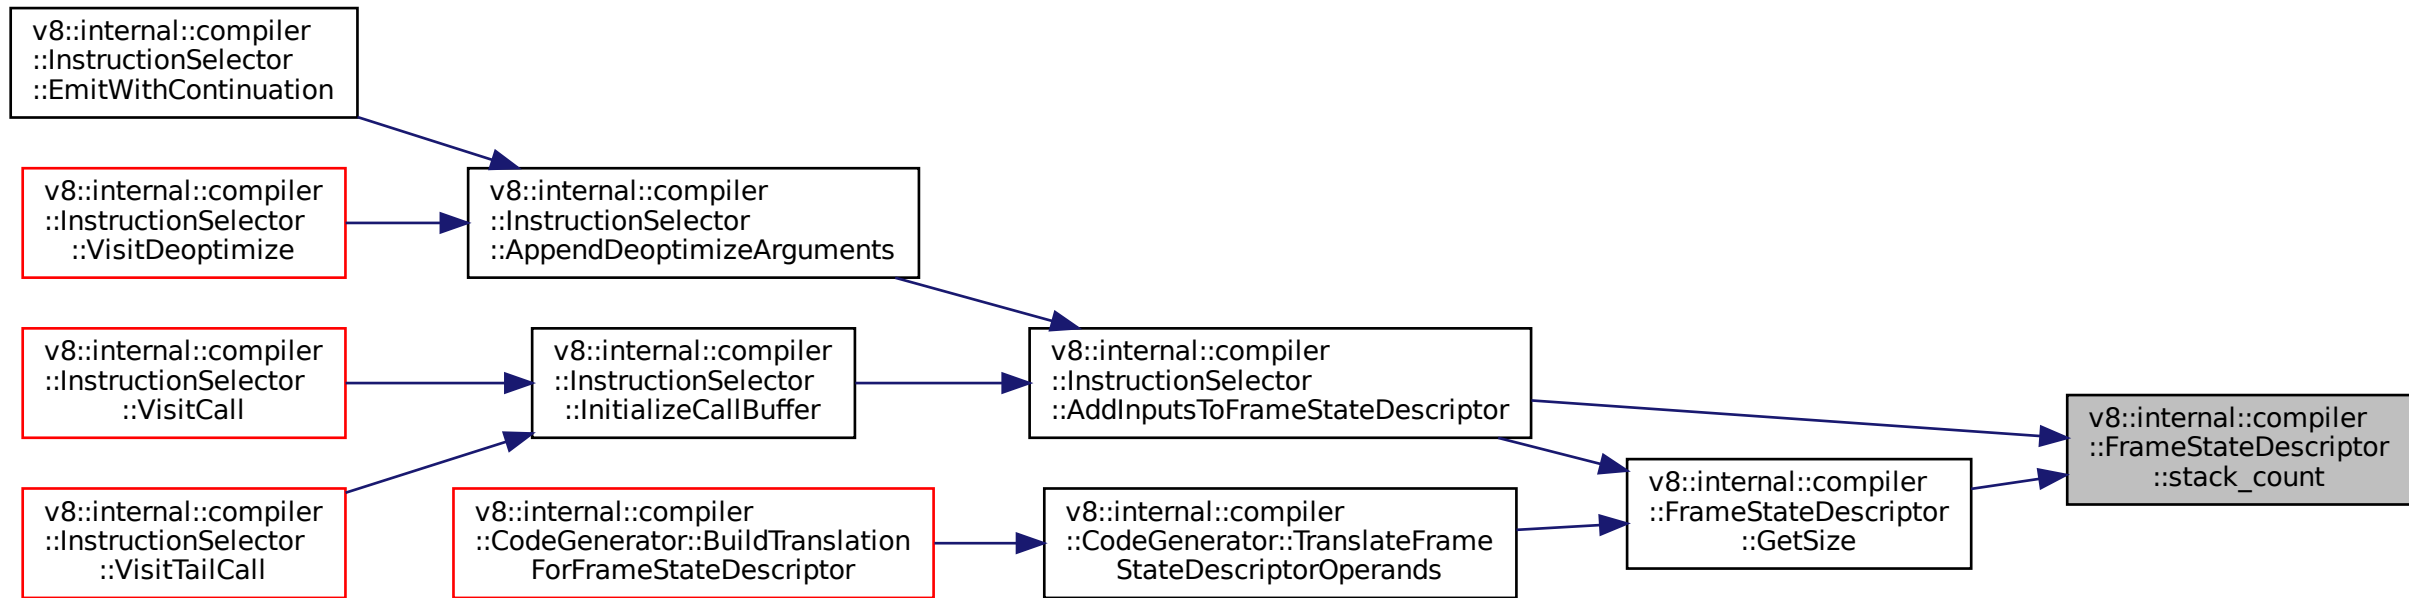 v8::internal::compiler
::InstructionSelector
::EmitWithContinuation
v8::internal::compiler
::InstructionSelector
::VisitDeoptimize
v8::internal::compiler
::InstructionSelector
::AppendDeoptimizeArguments
v8::internal::compiler
::InstructionSelector
::VisitCall
v8::internal::compiler
::InstructionSelector
::InitializeCallBuffer
v8::internal::compiler
::InstructionSelector
::AddInputsToFrameStateDescriptor
v8::internal::compiler
::FrameStateDescriptor
::stack_count
v8::internal::compiler
::InstructionSelector
::VisitTailCall
v8::internal::compiler
::CodeGenerator::BuildTranslation
ForFrameStateDescriptor
v8::internal::compiler
::CodeGenerator::TranslateFrame
StateDescriptorOperands
v8::internal::compiler
::FrameStateDescriptor
::GetSize